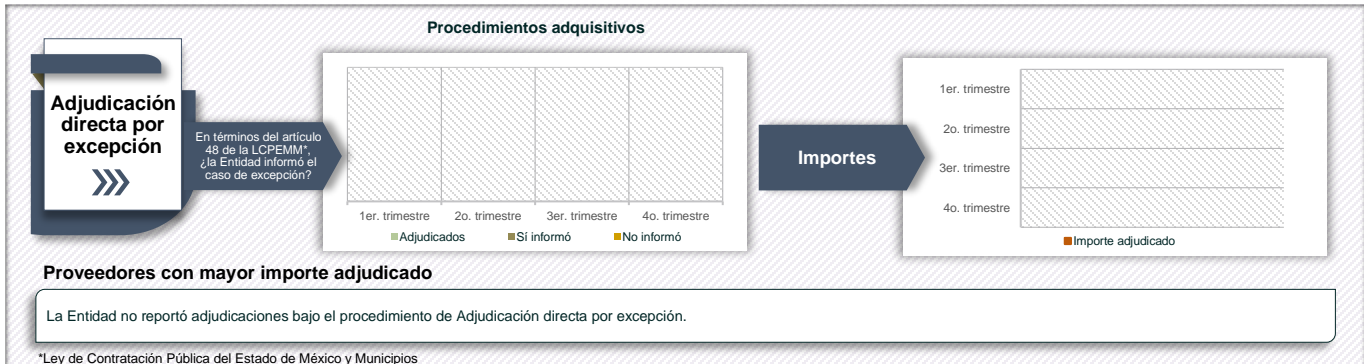 Procedimientos adquisitivos
Adjudicación
directa por
excepción
En términos del artículo
48 de la LCPEMM*,
¿la Entidad informó el
caso de excepción?
1er. trimestre
2o. trimestre
3er. trimestre
4o. trimestre
Adjudicados
Sí informó
No informó
Importes
1er. trimestre
2o. trimestre
3er. trimestre
4o. trimestre
Importe adjudicado
Proveedores con mayor importe adjudicado
La Entidad no reportó adjudicaciones bajo el procedimiento de Adjudicación directa por excepción.
*Ley de Contratación Pública del Estado de México y Municipios